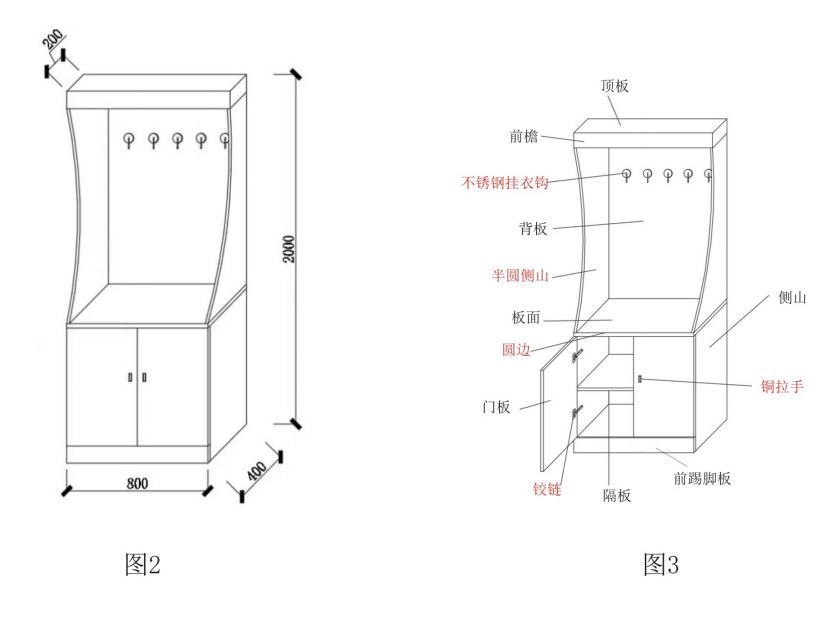 200
2000
800
400
图2
顶板
前檐
不锈钢挂衣钩
背板
半圆侧山
侧山
板面
圆边
铜拉手
门板
前踢脚板
铰链
隔板
图3